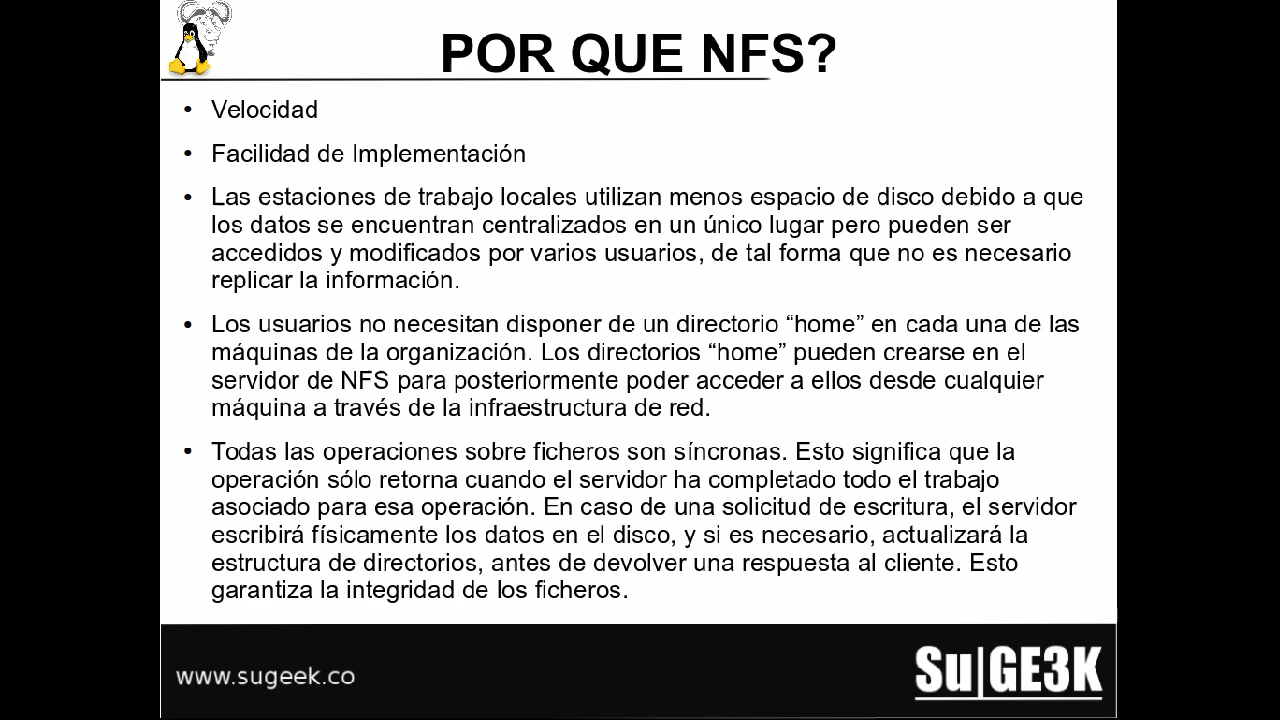 POR QUE NFS?
• Velocidad
• Facilidad de Implementación
• Las estaciones de trabajo locales utilizan menos espacio de disco debido a que
los datos se encuentran centralizados en un único lugar pero pueden ser
accedidos y modificados por varios usuarios, de tal forma que no es necesario
replicar la información.
• Los usuarios no necesitan disponer de un directorio “home” en cada una de las
máquinas de la organización. Los directorios “home” pueden crearse en el
servidor de NFS para posteriormente poder acceder a ellos desde cualquier
máquina a través de la infraestructura de red.
• Todas las operaciones sobre ficheros son síncronas. Esto significa que la
operación sólo retorna cuando el servidor ha completado todo el trabajo
asociado para esa operación. En caso de una solicitud de escritura, el servidor
escribirá físicamente los datos en el disco, y si es necesario, actualizará la
estructura de directorios, antes de devolver una respuesta al cliente. Esto
garantiza la integridad de los ficheros.
www.sugeek.co
Su|GE3K